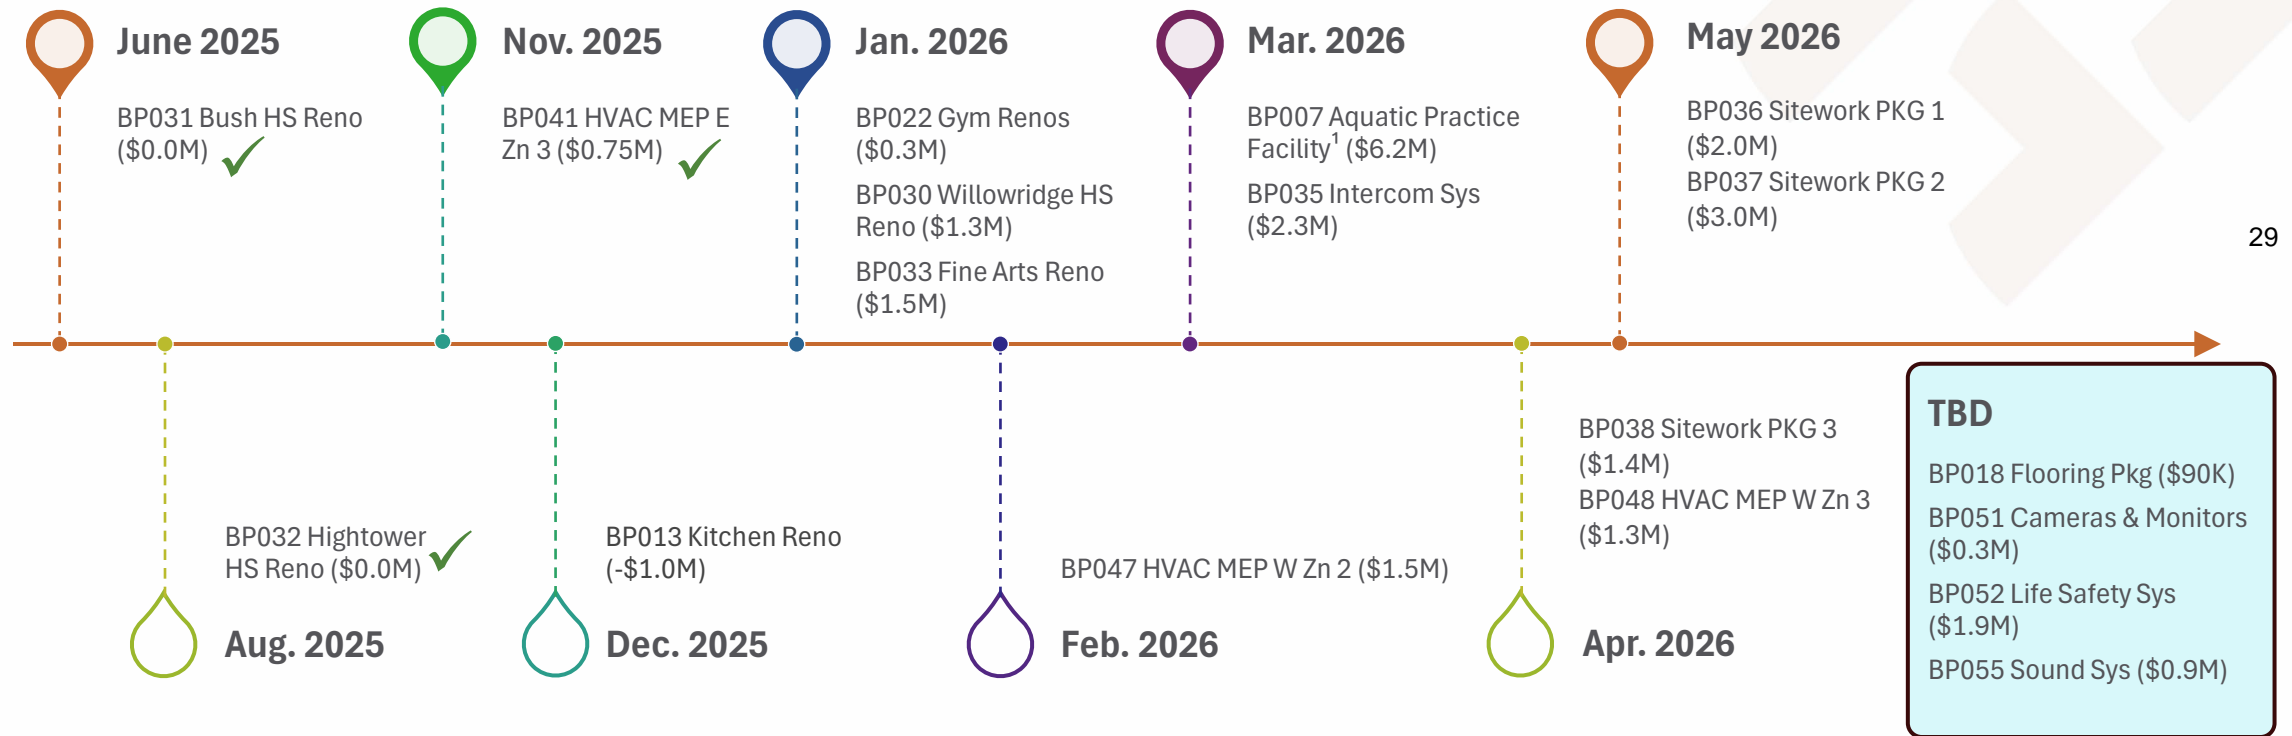 June 2025
BP031 Bush HS Reno
($0.0M)
Nov. 2025
BP041 HVAC MEP E
Zn 3 ($0.75M)
Jan. 2026
BP022 Gym Renos
($0.3M)
BP030 Willowridge HS
Reno ($1.3M)
BP033 Fine Arts Reno
($1.5M)
Mar. 2026
BP007 Aquatic Practice
Facility¹ ($6.2M)
BP035 Intercom Sys
($2.3M)
May 2026
BP036 Sitework PKG 1
($2.0M)
BP037 Sitework PKG 2
($3.0M)
29
BP032 Hightower
HS Reno ($0.0M)
Aug. 2025
BP013 Kitchen Reno
(-$1.0M)
Dec. 2025
BP047 HVAC MEP W Zn 2 ($1.5M)
Feb. 2026
BP038 Sitework PKG 3
($1.4M)
BP048 HVAC MEP W Zn 3
($1.3M)
Apr. 2026
TBD
BP018 Flooring Pkg ($90K)
BP051 Cameras & Monitors
($0.3M)
BP052 Life Safety Sys
($1.9M)
BP055 Sound Sys ($0.9M)